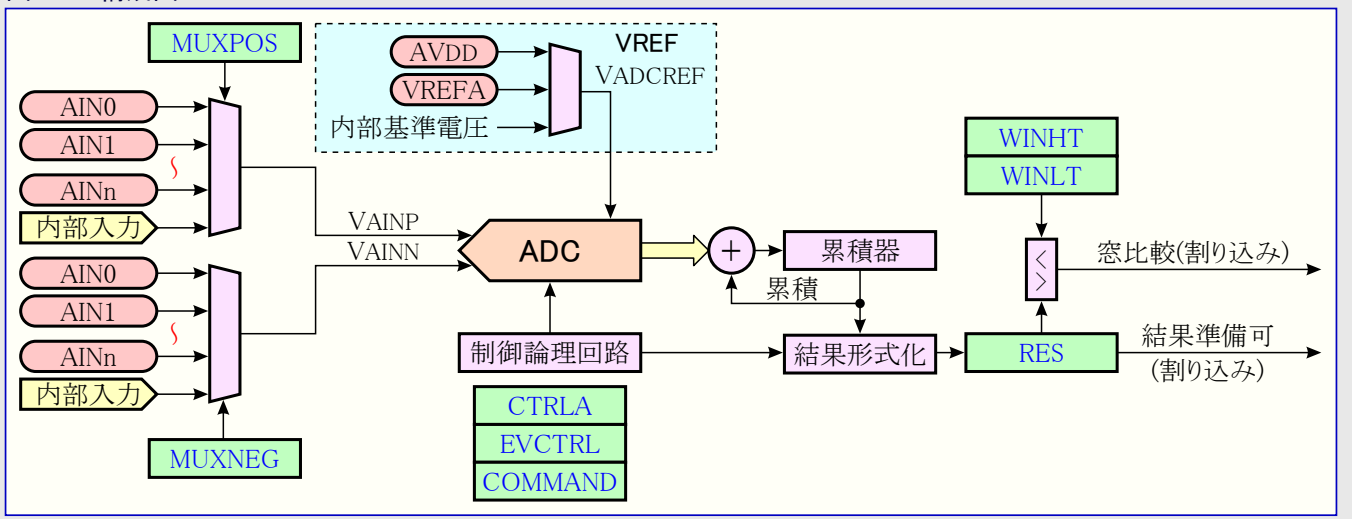 MUXPOS
AIN0
AIN1
AINn
内部入力
AIN0
AIN1
AINn
内部入力
MUXNEG
AVDD
VREFA
内部基準電圧
VREF
VADCREF
VAINP
VAINN
ADC
+
累積器
累積
制御論理回路
結果形式化
CTRLA
EVCTRL
COMMAND
WINHT
WINLT
< >
RES
窓比較(割り込み)
結果準備可
(割り込み)